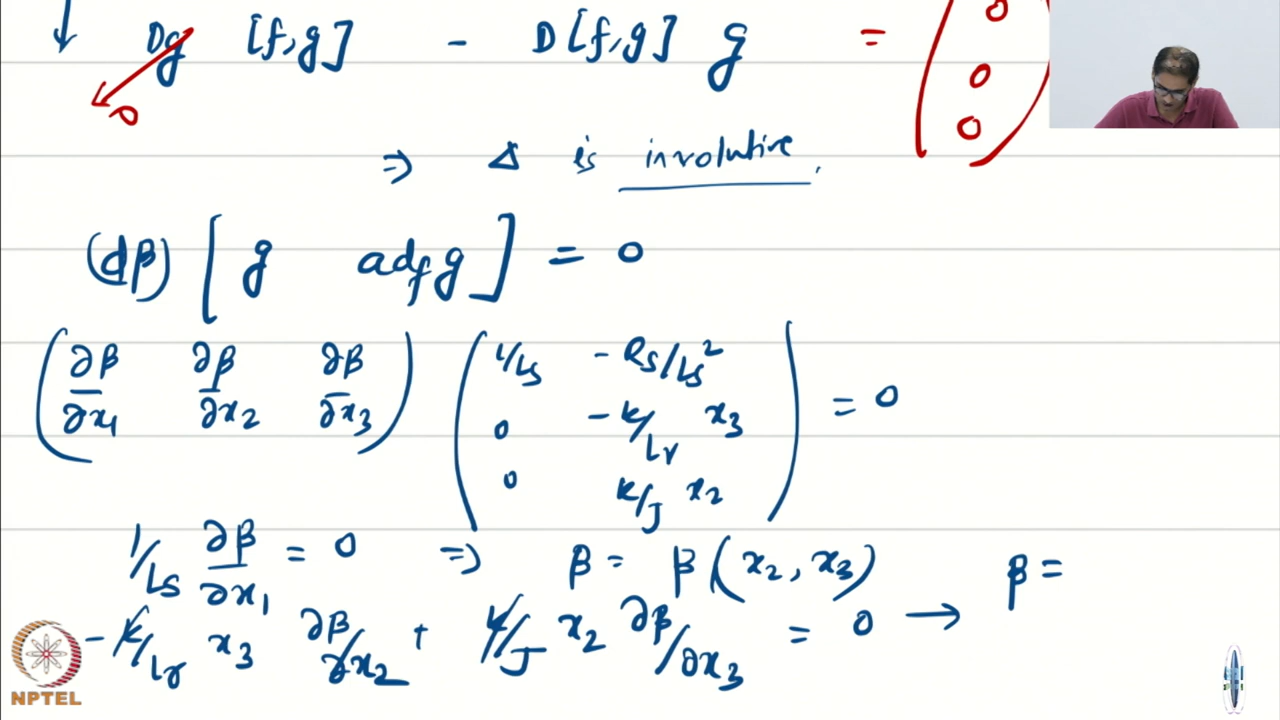 Dg [f,g] - D[f,g] g = ( 0 0 0 )
0
⇒ Δ is involutive.
(dβ) [ g ad_f g ] = 0
( ∂β/∂x₁ ∂β/∂x₂ ∂β/∂x₃ ) ( 1/Ls -Rs/Ls² ; 0 -k/Lr x₃ ; 0 k/J x₂ ) = 0
1/Ls ∂β/∂x₁ = 0 ⇒ β = β(x₂, x₃) β =
-k/Lr x₃ ∂β/∂x₂ + k/J x₂ ∂β/∂x₃ = 0 →
NPTEL